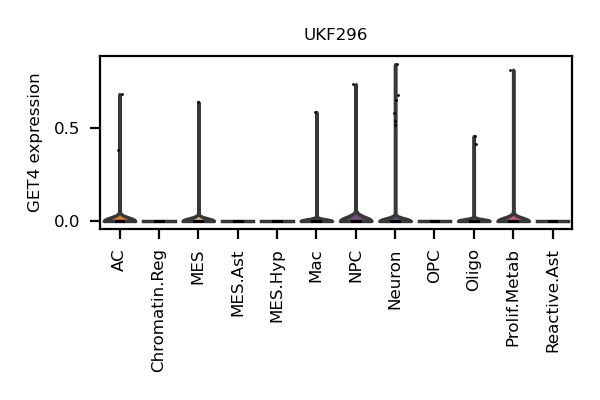 UKF296
GET4 expression
0.5
0.0
AC
Chromatin.Reg
MES
MES.Ast
MES.Hyp
Mac
NPC
Neuron
OPC
Oligo
Prolif.Metab
Reactive.Ast